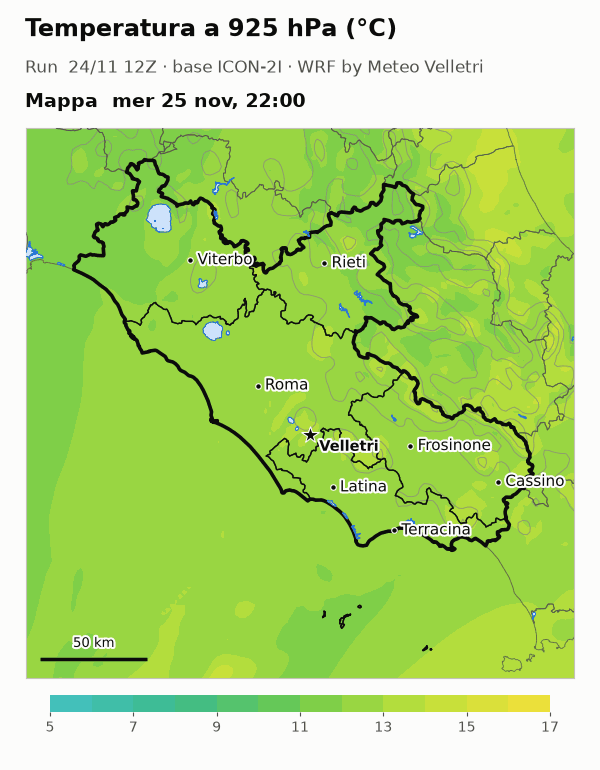 Temperatura a 925 hPa (°C)
Run  24/11 12Z · base ICON-2I · WRF by Meteo Velletri
Mappa  mer 25 nov, 22:00
Viterbo
Rieti
Roma
Velletri
Frosinone
Cassino
Latina
Terracina
50 km
5 7 9 11 13 15 17